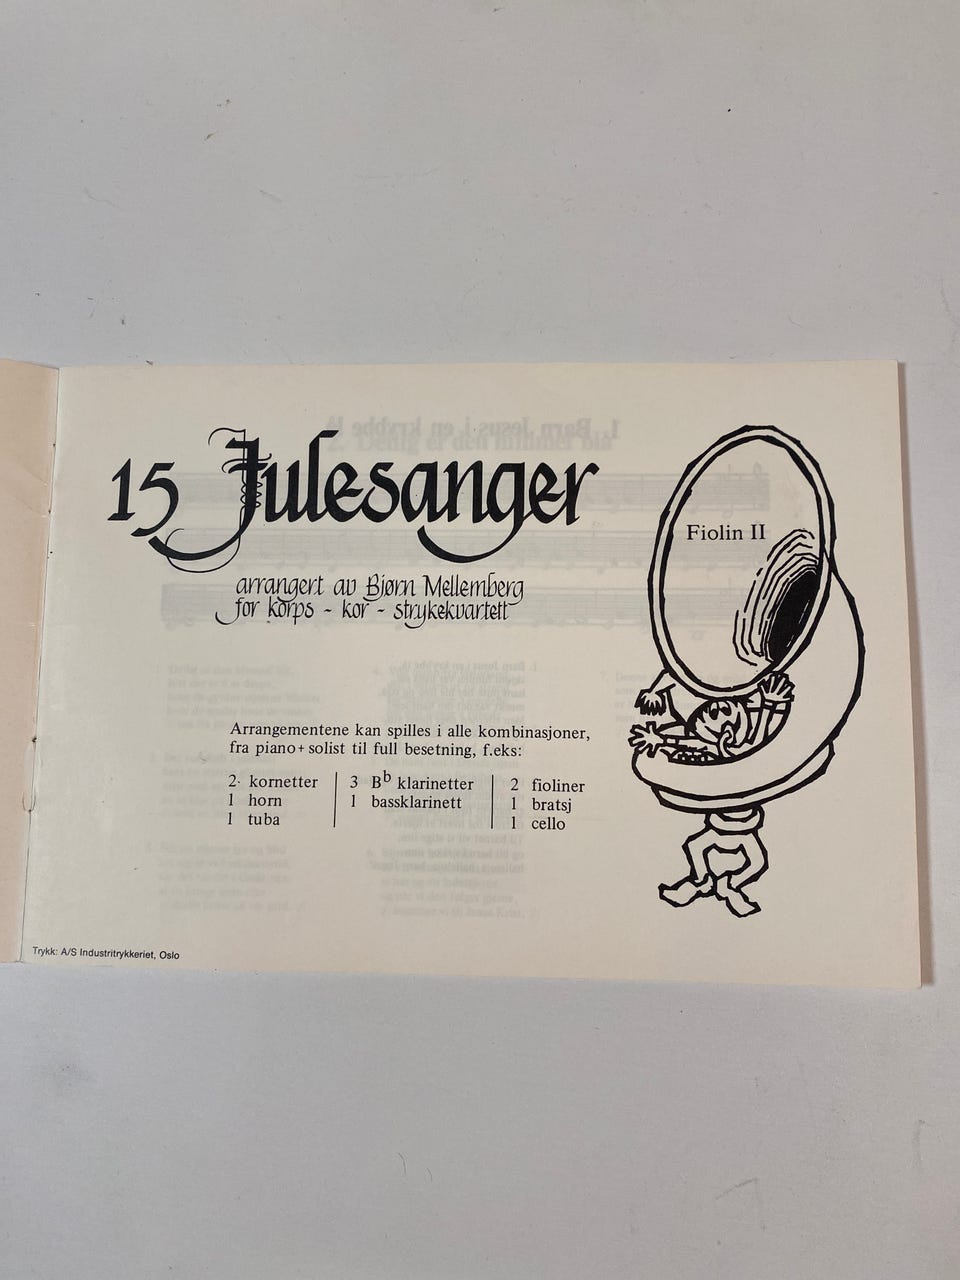 15 Julesanger
arrangert av Bjørn Mellemberg
for korps - kor - strykekvartett
Fiolin II
Arrangementene kan spilles i alle kombinasjoner,
fra piano + solist til full besetning, f.eks:
2 kornetter
1 horn
1 tuba
3 Bb klarinetter
1 bassklarinett
2 fioliner
1 bratsj
1 cello
Trykk: A/S Industritrykkeriet, Oslo